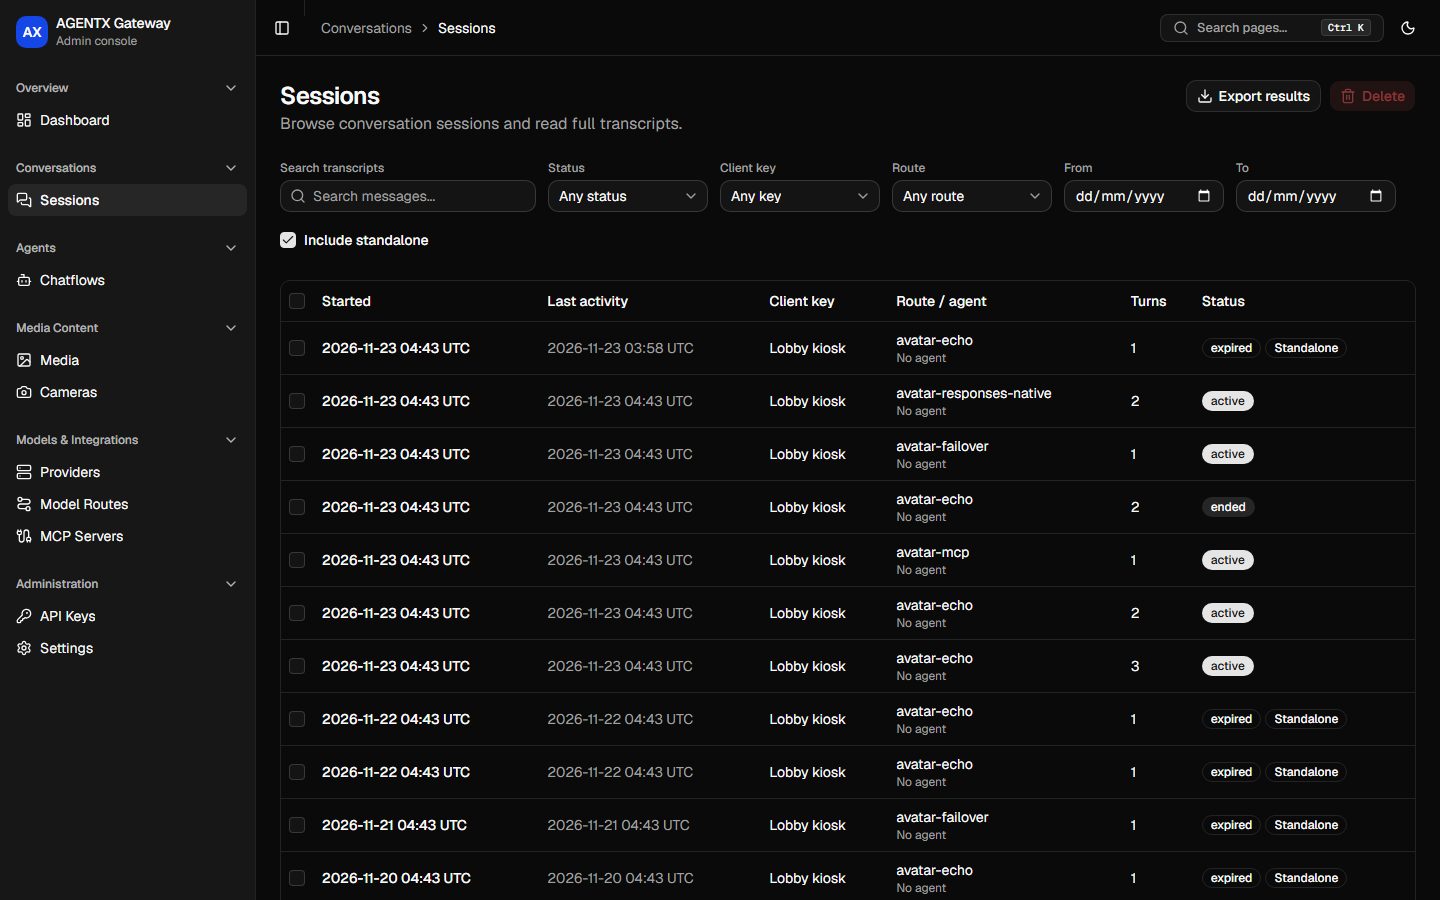 AX
AGENTX Gateway
Admin console
Overview
Dashboard
Conversations
Sessions
Agents
Chatflows
Media Content
Media
Cameras
Models & Integrations
Providers
Model Routes
MCP Servers
Administration
API Keys
Settings
Conversations > Sessions
Search pages... Ctrl K
Sessions
Browse conversation sessions and read full transcripts.
Export results
Delete
Search transcripts Status Client key Route From To
Search messages... Any status Any key Any route dd/mm/yyyy dd/mm/yyyy
Include standalone
Started Last activity Client key Route / agent Turns Status
2026-11-23 04:43 UTC 2026-11-23 03:58 UTC Lobby kiosk avatar-echo 1 expired Standalone
No agent
2026-11-23 04:43 UTC 2026-11-23 04:43 UTC Lobby kiosk avatar-responses-native 2 active
No agent
2026-11-23 04:43 UTC 2026-11-23 04:43 UTC Lobby kiosk avatar-failover 1 active
No agent
2026-11-23 04:43 UTC 2026-11-23 04:43 UTC Lobby kiosk avatar-echo 2 ended
No agent
2026-11-23 04:43 UTC 2026-11-23 04:43 UTC Lobby kiosk avatar-mcp 1 active
No agent
2026-11-23 04:43 UTC 2026-11-23 04:43 UTC Lobby kiosk avatar-echo 2 active
No agent
2026-11-23 04:43 UTC 2026-11-23 04:43 UTC Lobby kiosk avatar-echo 3 active
No agent
2026-11-22 04:43 UTC 2026-11-22 04:43 UTC Lobby kiosk avatar-echo 1 expired Standalone
No agent
2026-11-22 04:43 UTC 2026-11-22 04:43 UTC Lobby kiosk avatar-echo 1 expired Standalone
No agent
2026-11-21 04:43 UTC 2026-11-21 04:43 UTC Lobby kiosk avatar-failover 1 expired Standalone
No agent
2026-11-20 04:43 UTC 2026-11-20 04:43 UTC Lobby kiosk avatar-echo 1 expired Standalone
No agent